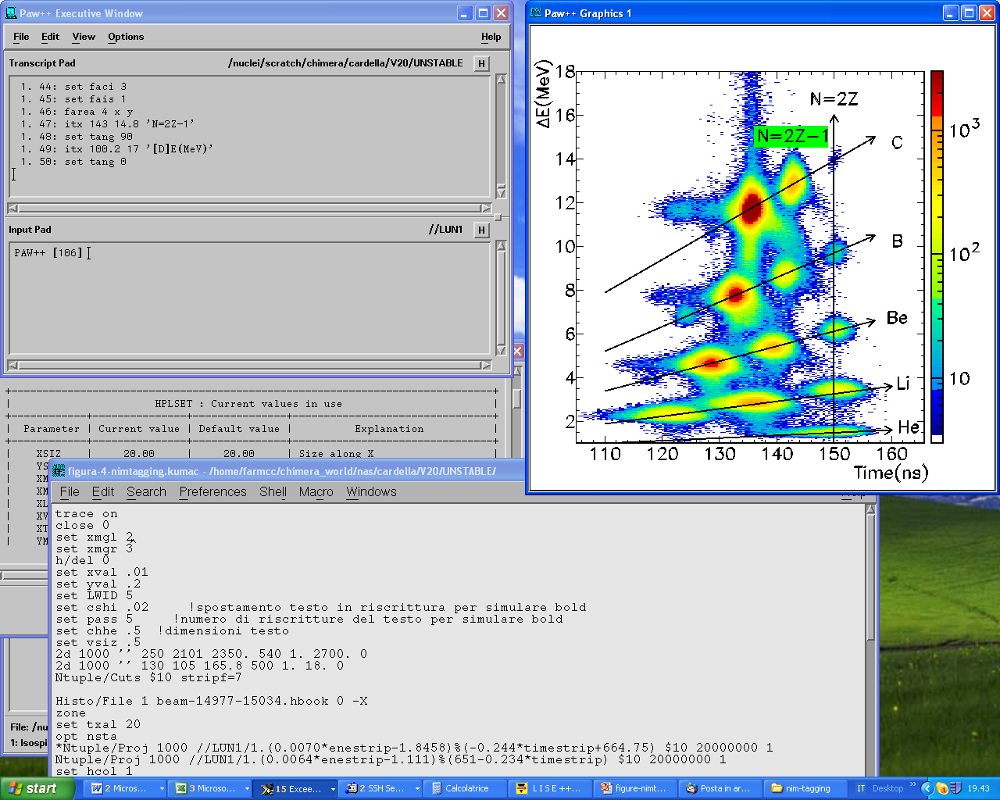 Paw++ Executive Window
File Edit View Options Help
Transcript Pad /nuclei/scratch/chimera/cardella/V20/UNSTABLE H
1. 44: set faci 3
1. 45: set fais 1
1. 46: farea 4 x y
1. 47: itx 143 14.8 'N=2Z-1'
1. 48: set tang 90
1. 49: itx 100.2 17 '[D]E(MeV)'
1. 50: set tang 0
Input Pad //LUN1 H
PAW++ [106]
Paw++ Graphics 1
ΔE(MeV)
18
16
14
12
10
8
6
4
2
N=2Z
N=2Z-1
C
B
Be
Li
He
110 120 130 140 150 160
Time(ns)
10³
10²
10
HPLSET : Current values in use
| Parameter | Current value | Default value | Explanation
| XSIZ | 20.00 | 20.00 | Size along X
YS
XM
XM
XL
XV
XT
YM
figura-4-nimtagging.kumac - /home/farmcc/chimera_world/nas/cardella/V20/UNSTABLE/
File Edit Search Preferences Shell Macro Windows
trace on
close 0
set xmgl 2
set xmgr 3
h/del 0
set xval .01
set yval .2
set LWID 5
set cshi .02 !spostamento testo in riscrittura per simulare bold
set pass 5 !numero di riscritture del testo per simulare bold
set chhe .5 !dimensioni testo
set vsiz .5
2d 1000 '' 250 2101 2350. 540 1. 2700. 0
2d 1000 '' 130 105 165.8 500 1. 18. 0
Ntuple/Cuts $10 stripf=7
Histo/File 1 beam-14977-15034.hbook 0 -X
zone
set txal 20
opt nsta
*Ntuple/Proj 1000 //LUN1/1.(0.0070*enestrip-1.8458)%(-0.244*timestrip+664.75) $10 20000000 1
Ntuple/Proj 1000 //LUN1/1.(0.0064*enestrip-1.111)%(651-0.234*timestrip) $10 20000000 1
set hcol 1
File: /nu
1: Isospi
start
2 Micros...
3 Microso...
15 Excee...
2 SSH Se...
Calcolatrice
L I S E ++...
figure-nimt...
Posta in ar...
nim-tagging
IT Desktop »
19.43